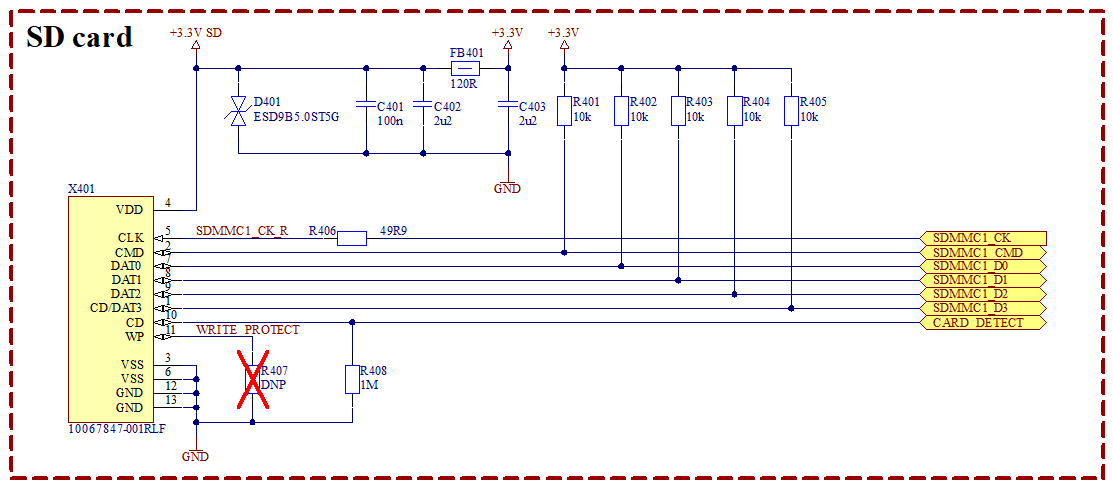 SD card
+3.3V SD
+3.3V
+3.3V
FB401
120R
D401
ESD9B5.0ST5G
C401
100n
C402
2u2
C403
2u2
R401
10k
R402
10k
R403
10k
R404
10k
R405
10k
GND
X401
VDD 4
CLK 5 SDMMC1_CK_R R406 49R9 SDMMC1_CK
CMD 2 SDMMC1_CMD
DAT0 7 SDMMC1_D0
DAT1 8 SDMMC1_D1
DAT2 9 SDMMC1_D2
CD/DAT3 1 SDMMC1_D3
CD 10 CARD_DETECT
WP 11 WRITE_PROTECT
VSS 3
VSS 6
GND 12
GND 13
R407
DNP
R408
1M
10067847-001RLF
GND